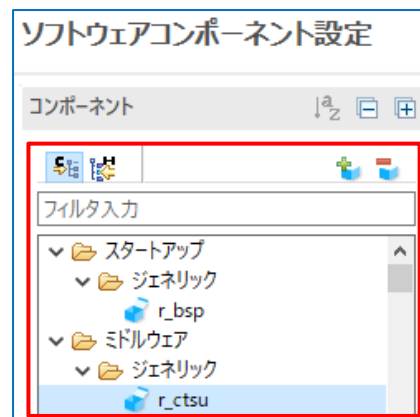 ソフトウェアコンポーネント設定
コンポーネント
フィルタ入力
スタートアップ
ジェネリック
r_bsp
ミドルウェア
ジェネリック
r_ctsu